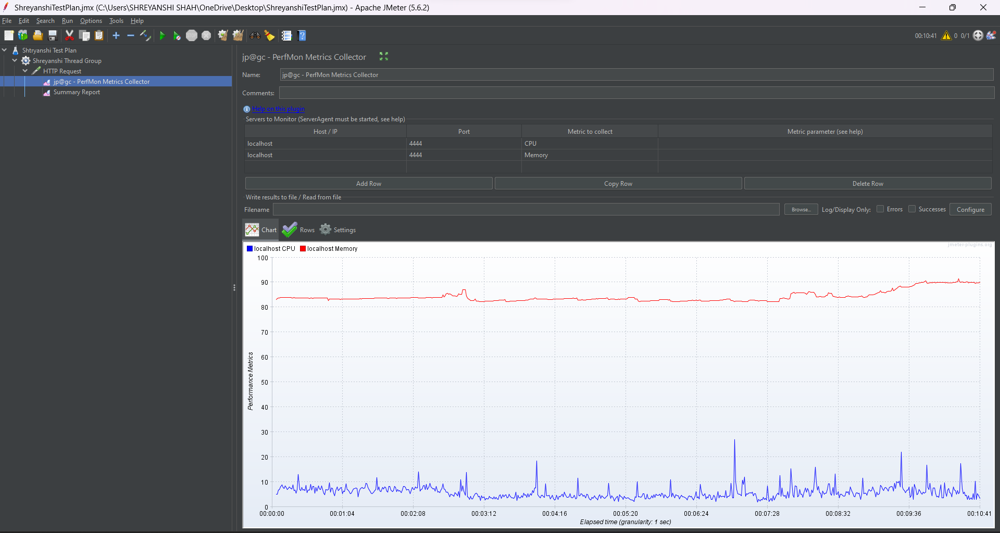 ShreyanshiTestPlan.jmx (C:\Users\SHREYANSHI SHAH\OneDrive\Desktop\ShreyanshiTestPlan.jmx) - Apache JMeter (5.6.2)
File Edit Search Run Options Tools Help
00:10:41 0 0/1
Shtryanshi Test Plan
Shreyanshi Thread Group
HTTP Request
jp@gc - PerfMon Metrics Collector
Summary Report
jp@gc - PerfMon Metrics Collector
Name: jp@gc - PerfMon Metrics Collector
Comments:
Help on this plugin
Servers to Monitor (ServerAgent must be started, see help)
Host / IP Port Metric to collect Metric parameter (see help)
localhost 4444 CPU
localhost 4444 Memory
Add Row Copy Row Delete Row
Write results to file / Read from file
Filename Browse... Log/Display Only: Errors Successes Configure
Chart Rows Settings
jmeter-plugins.org
localhost CPU localhost Memory
100
90
80
70
60
50
40
30
20
10
0
Performance Metrics
00:00:00 00:01:04 00:02:08 00:03:12 00:04:16 00:05:20 00:06:24 00:07:28 00:08:32 00:09:36 00:10:41
Elapsed time (granularity: 1 sec)